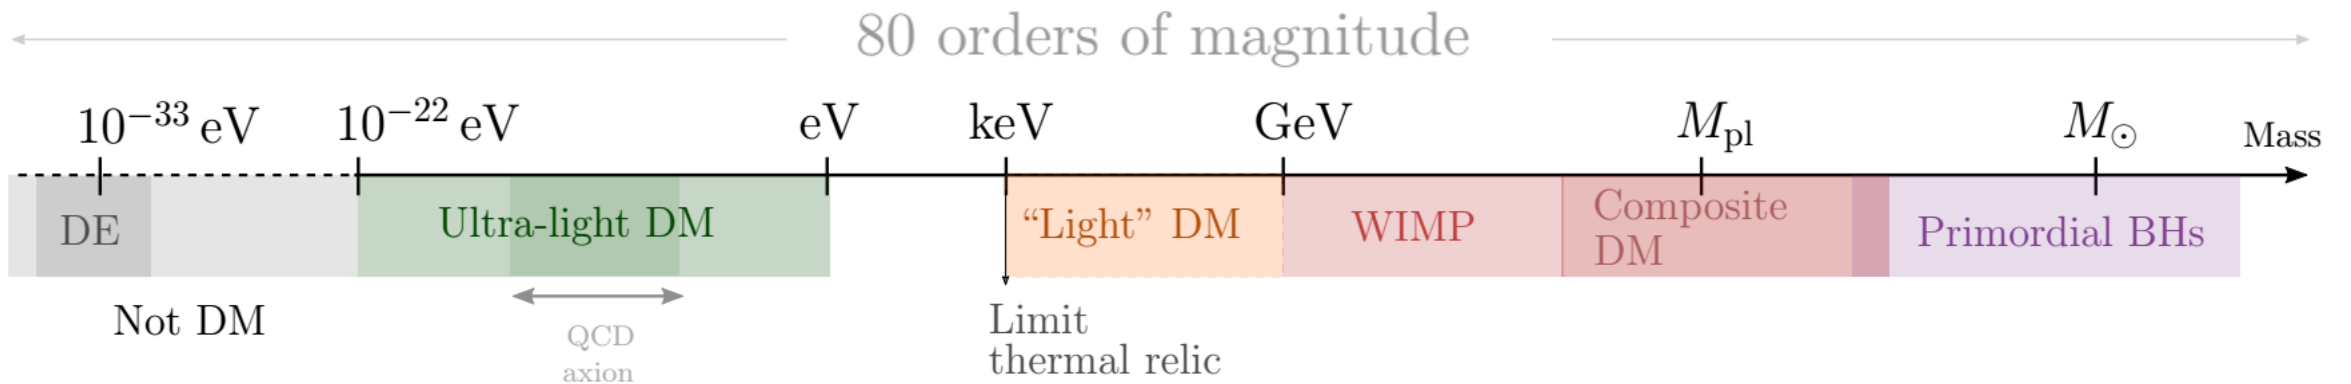 80 orders of magnitude
10⁻³³ eV
10⁻²² eV
eV
keV
GeV
M_pl
M_⊙
Mass
DE
Ultra-light DM
“Light” DM
WIMP
Composite
DM
Primordial BHs
Not DM
QCD
axion
Limit
thermal relic